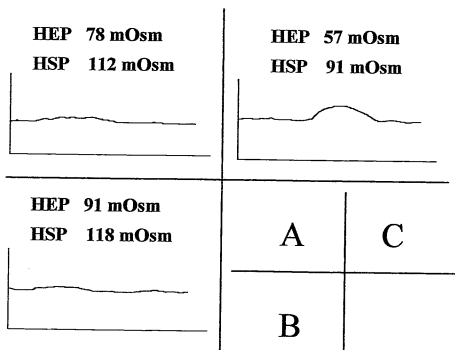 HEP 78 mOsm
HSP 112 mOsm
HEP 57 mOsm
HSP 91 mOsm
HEP 91 mOsm
HSP 118 mOsm
A
C
B